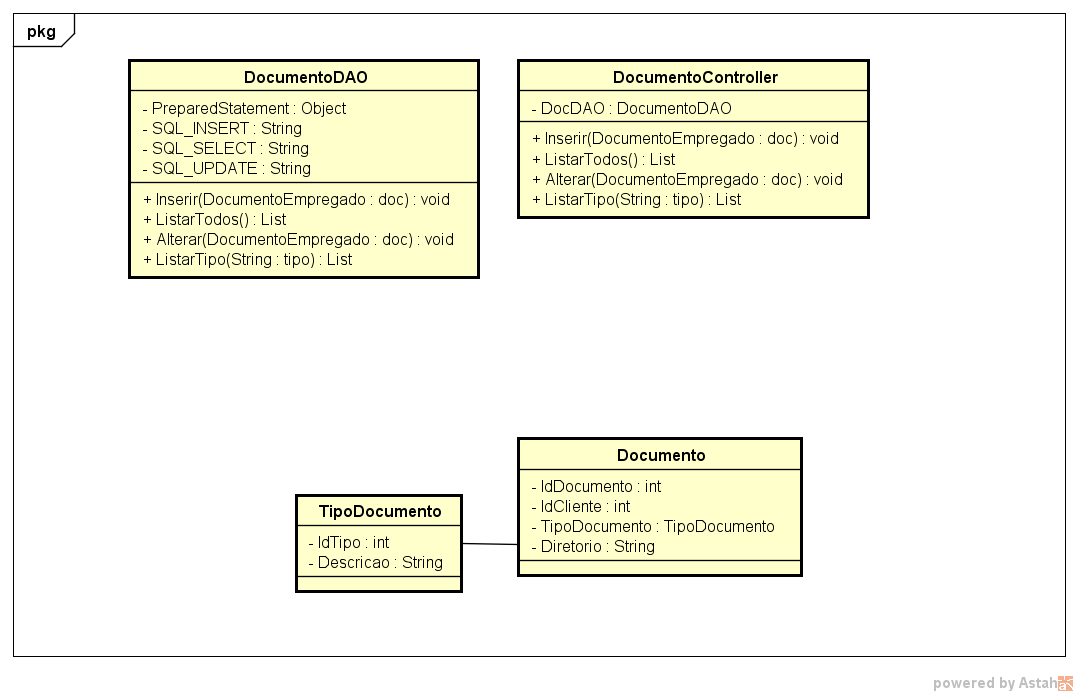 pkg
DocumentoDAO
- PreparedStatement : Object
- SQL_INSERT : String
- SQL_SELECT : String
- SQL_UPDATE : String
+ Inserir(DocumentoEmpregado : doc) : void
+ ListarTodos() : List
+ Alterar(DocumentoEmpregado : doc) : void
+ ListarTipo(String : tipo) : List
DocumentoController
- DocDAO : DocumentoDAO
+ Inserir(DocumentoEmpregado : doc) : void
+ ListarTodos() : List
+ Alterar(DocumentoEmpregado : doc) : void
+ ListarTipo(String : tipo) : List
TipoDocumento
- IdTipo : int
- Descricao : String
Documento
- IdDocumento : int
- IdCliente : int
- TipoDocumento : TipoDocumento
- Diretorio : String
powered by Astah